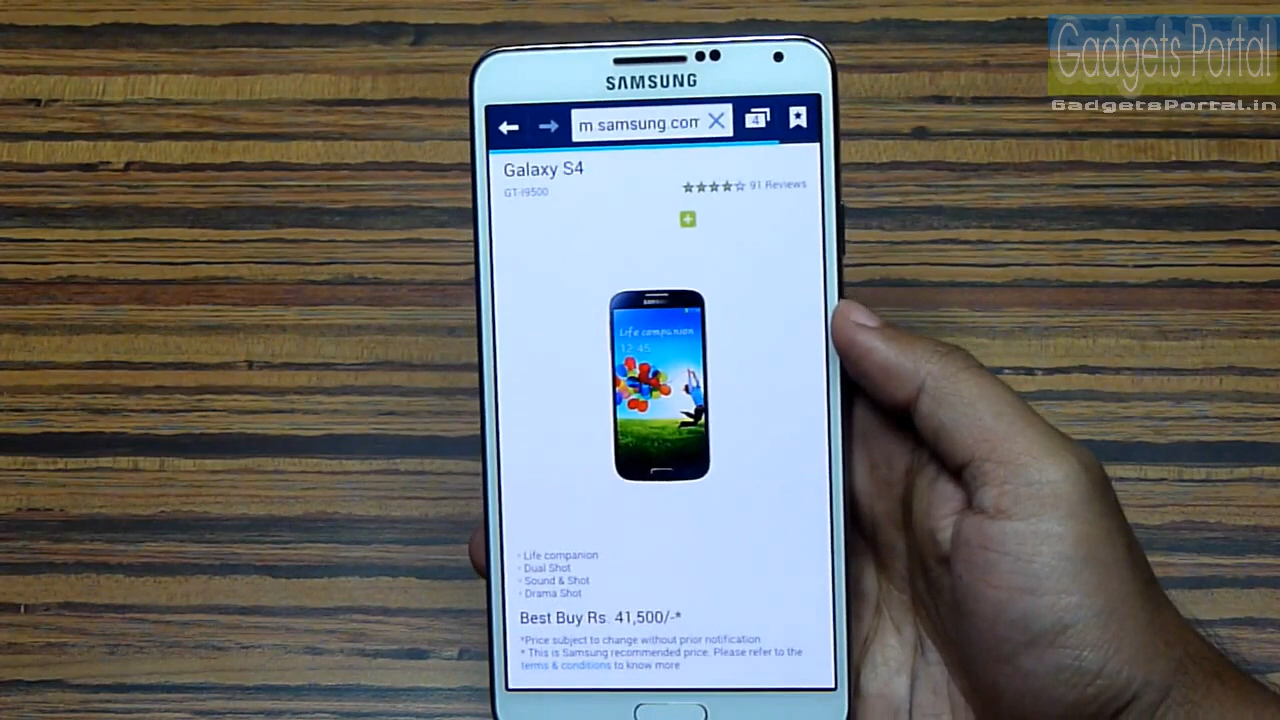 Gadgets Portal
GadgetsPortal.in
SAMSUNG
m.samsung.com
4
Galaxy S4
GT-I9500
91 Reviews
SAMSUNG
Life companion
12:45
Life companion
Dual Shot
Sound & Shot
Drama Shot
Best Buy Rs. 41,500/-*
*Price subject to change without prior notification
* This is Samsung recommended price. Please refer to the
terms & conditions to know more